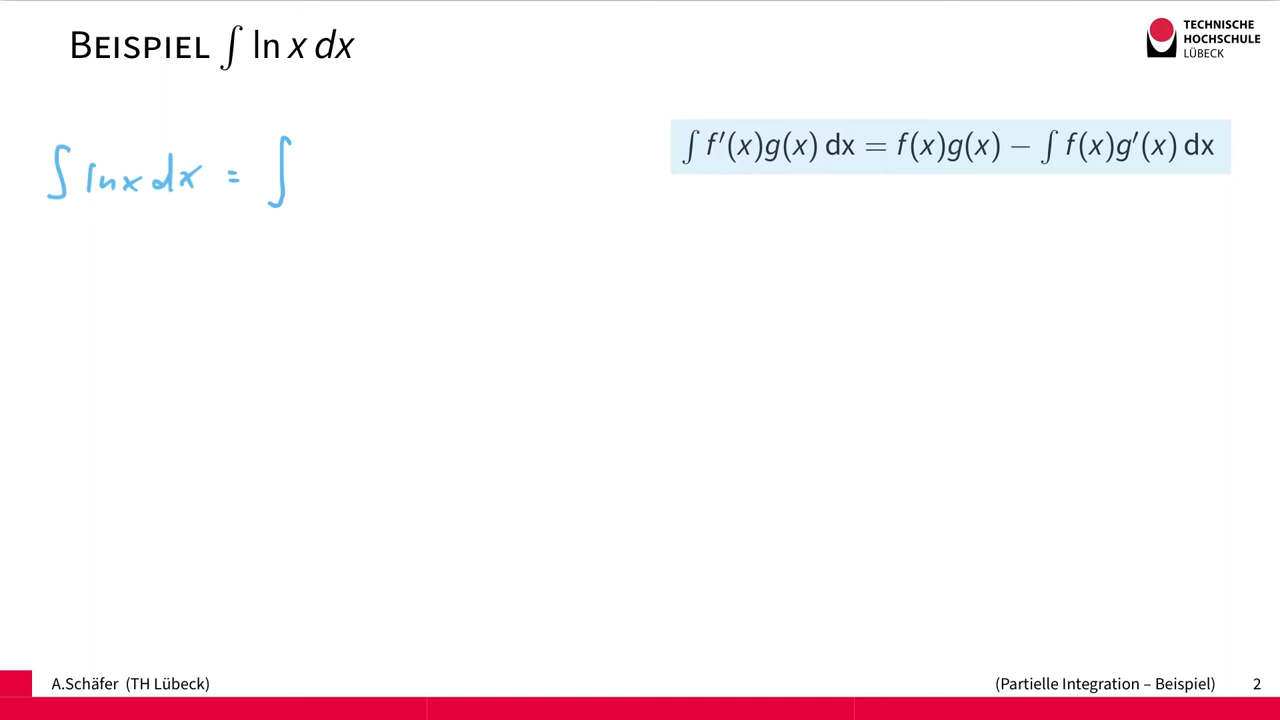 BEISPIEL ∫ ln x dx
TECHNISCHE
HOCHSCHULE
LÜBECK
∫ f′(x)g(x) dx = f(x)g(x) − ∫ f(x)g′(x) dx
∫ ln x dx = ∫
A.Schäfer (TH Lübeck)
(Partielle Integration – Beispiel) 2